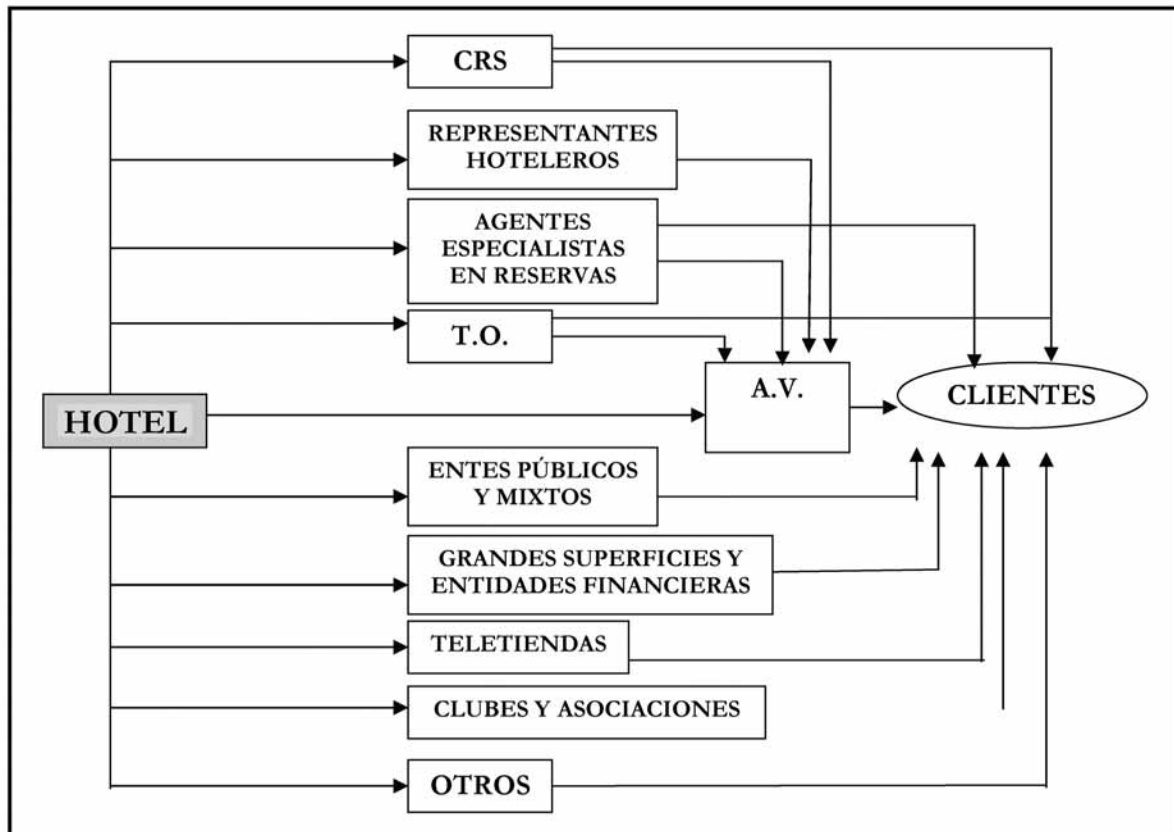 CRS
REPRESENTANTES
HOTELEROS
AGENTES
ESPECIALISTAS
EN RESERVAS
T.O.
A.V.
CLIENTES
HOTEL
ENTES PÚBLICOS
Y MIXTOS
GRANDES SUPERFICIES Y
ENTIDADES FINANCIERAS
TELETIENDAS
CLUBES Y ASOCIACIONES
OTROS